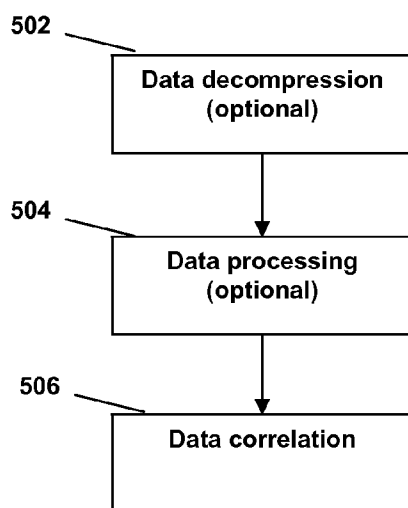 502
Data decompression
(optional)
504
Data processing
(optional)
506
Data correlation